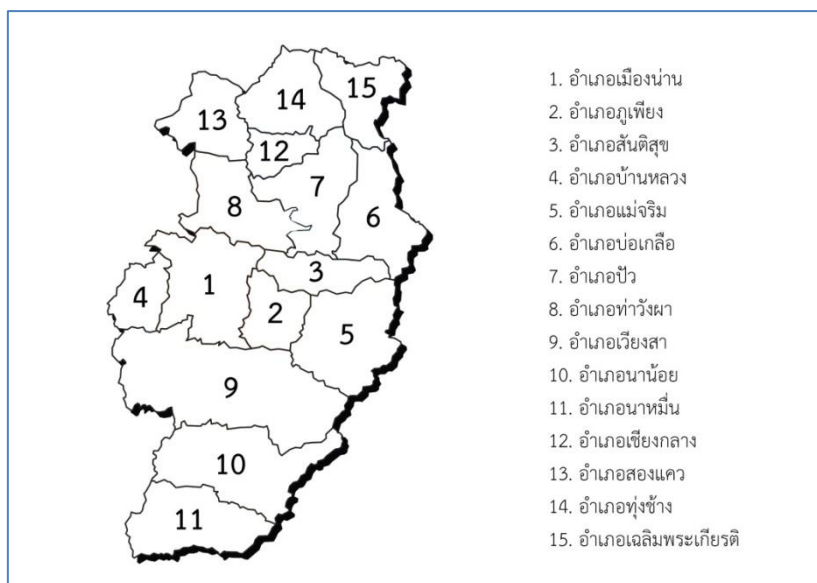 15
14
13
12
7
8
6
3
1
4
2
5
9
10
11
1. อำเภอเมืองน่าน
2. อำเภอภูเพียง
3. อำเภอสันติสุข
4. อำเภอบ้านหลวง
5. อำเภอแม่จริม
6. อำเภอบ่อเกลือ
7. อำเภอปัว
8. อำเภอท่าวังผา
9. อำเภอเวียงสา
10. อำเภอนาน้อย
11. อำเภอนาหมื่น
12. อำเภอเชียงกลาง
13. อำเภอสองแคว
14. อำเภอทุ่งช้าง
15. อำเภอเฉลิมพระเกียรติ